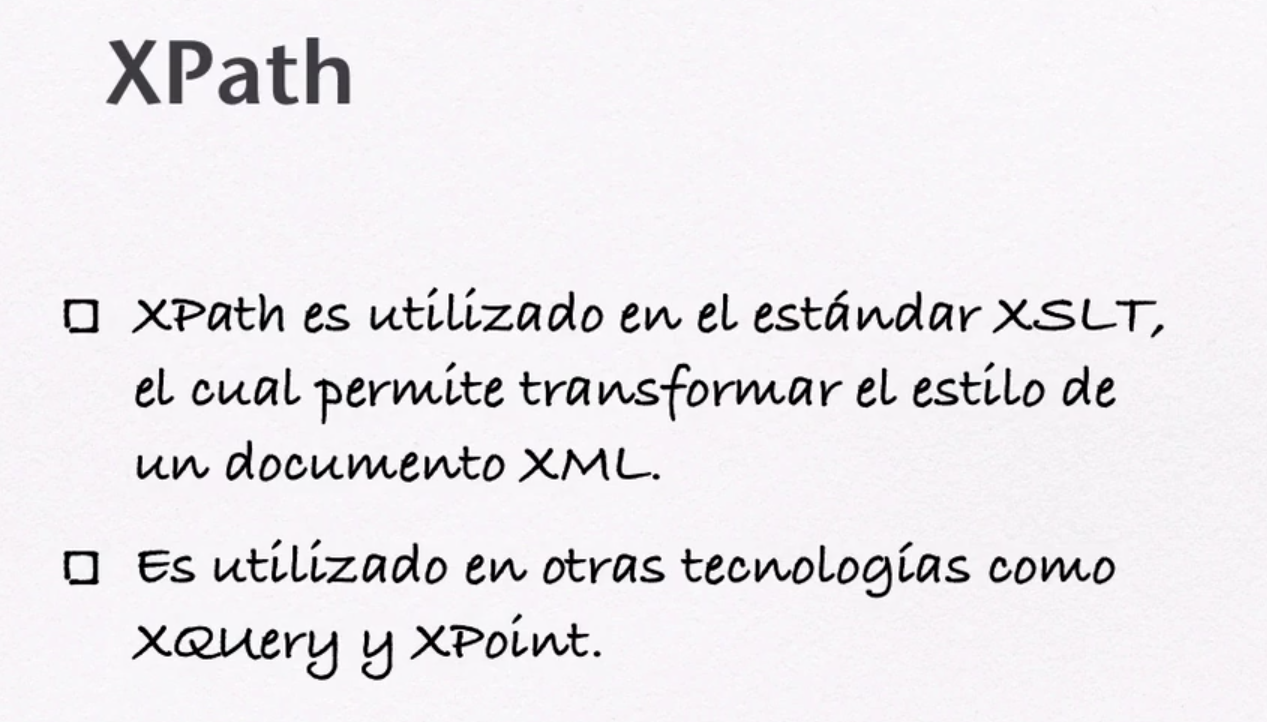 XPath
XPath es utilizado en el estándar XSLT,
el cual permite transformar el estilo de
un documento XML.
Es utilizado en otras tecnologías como
XQUery y XPoint.